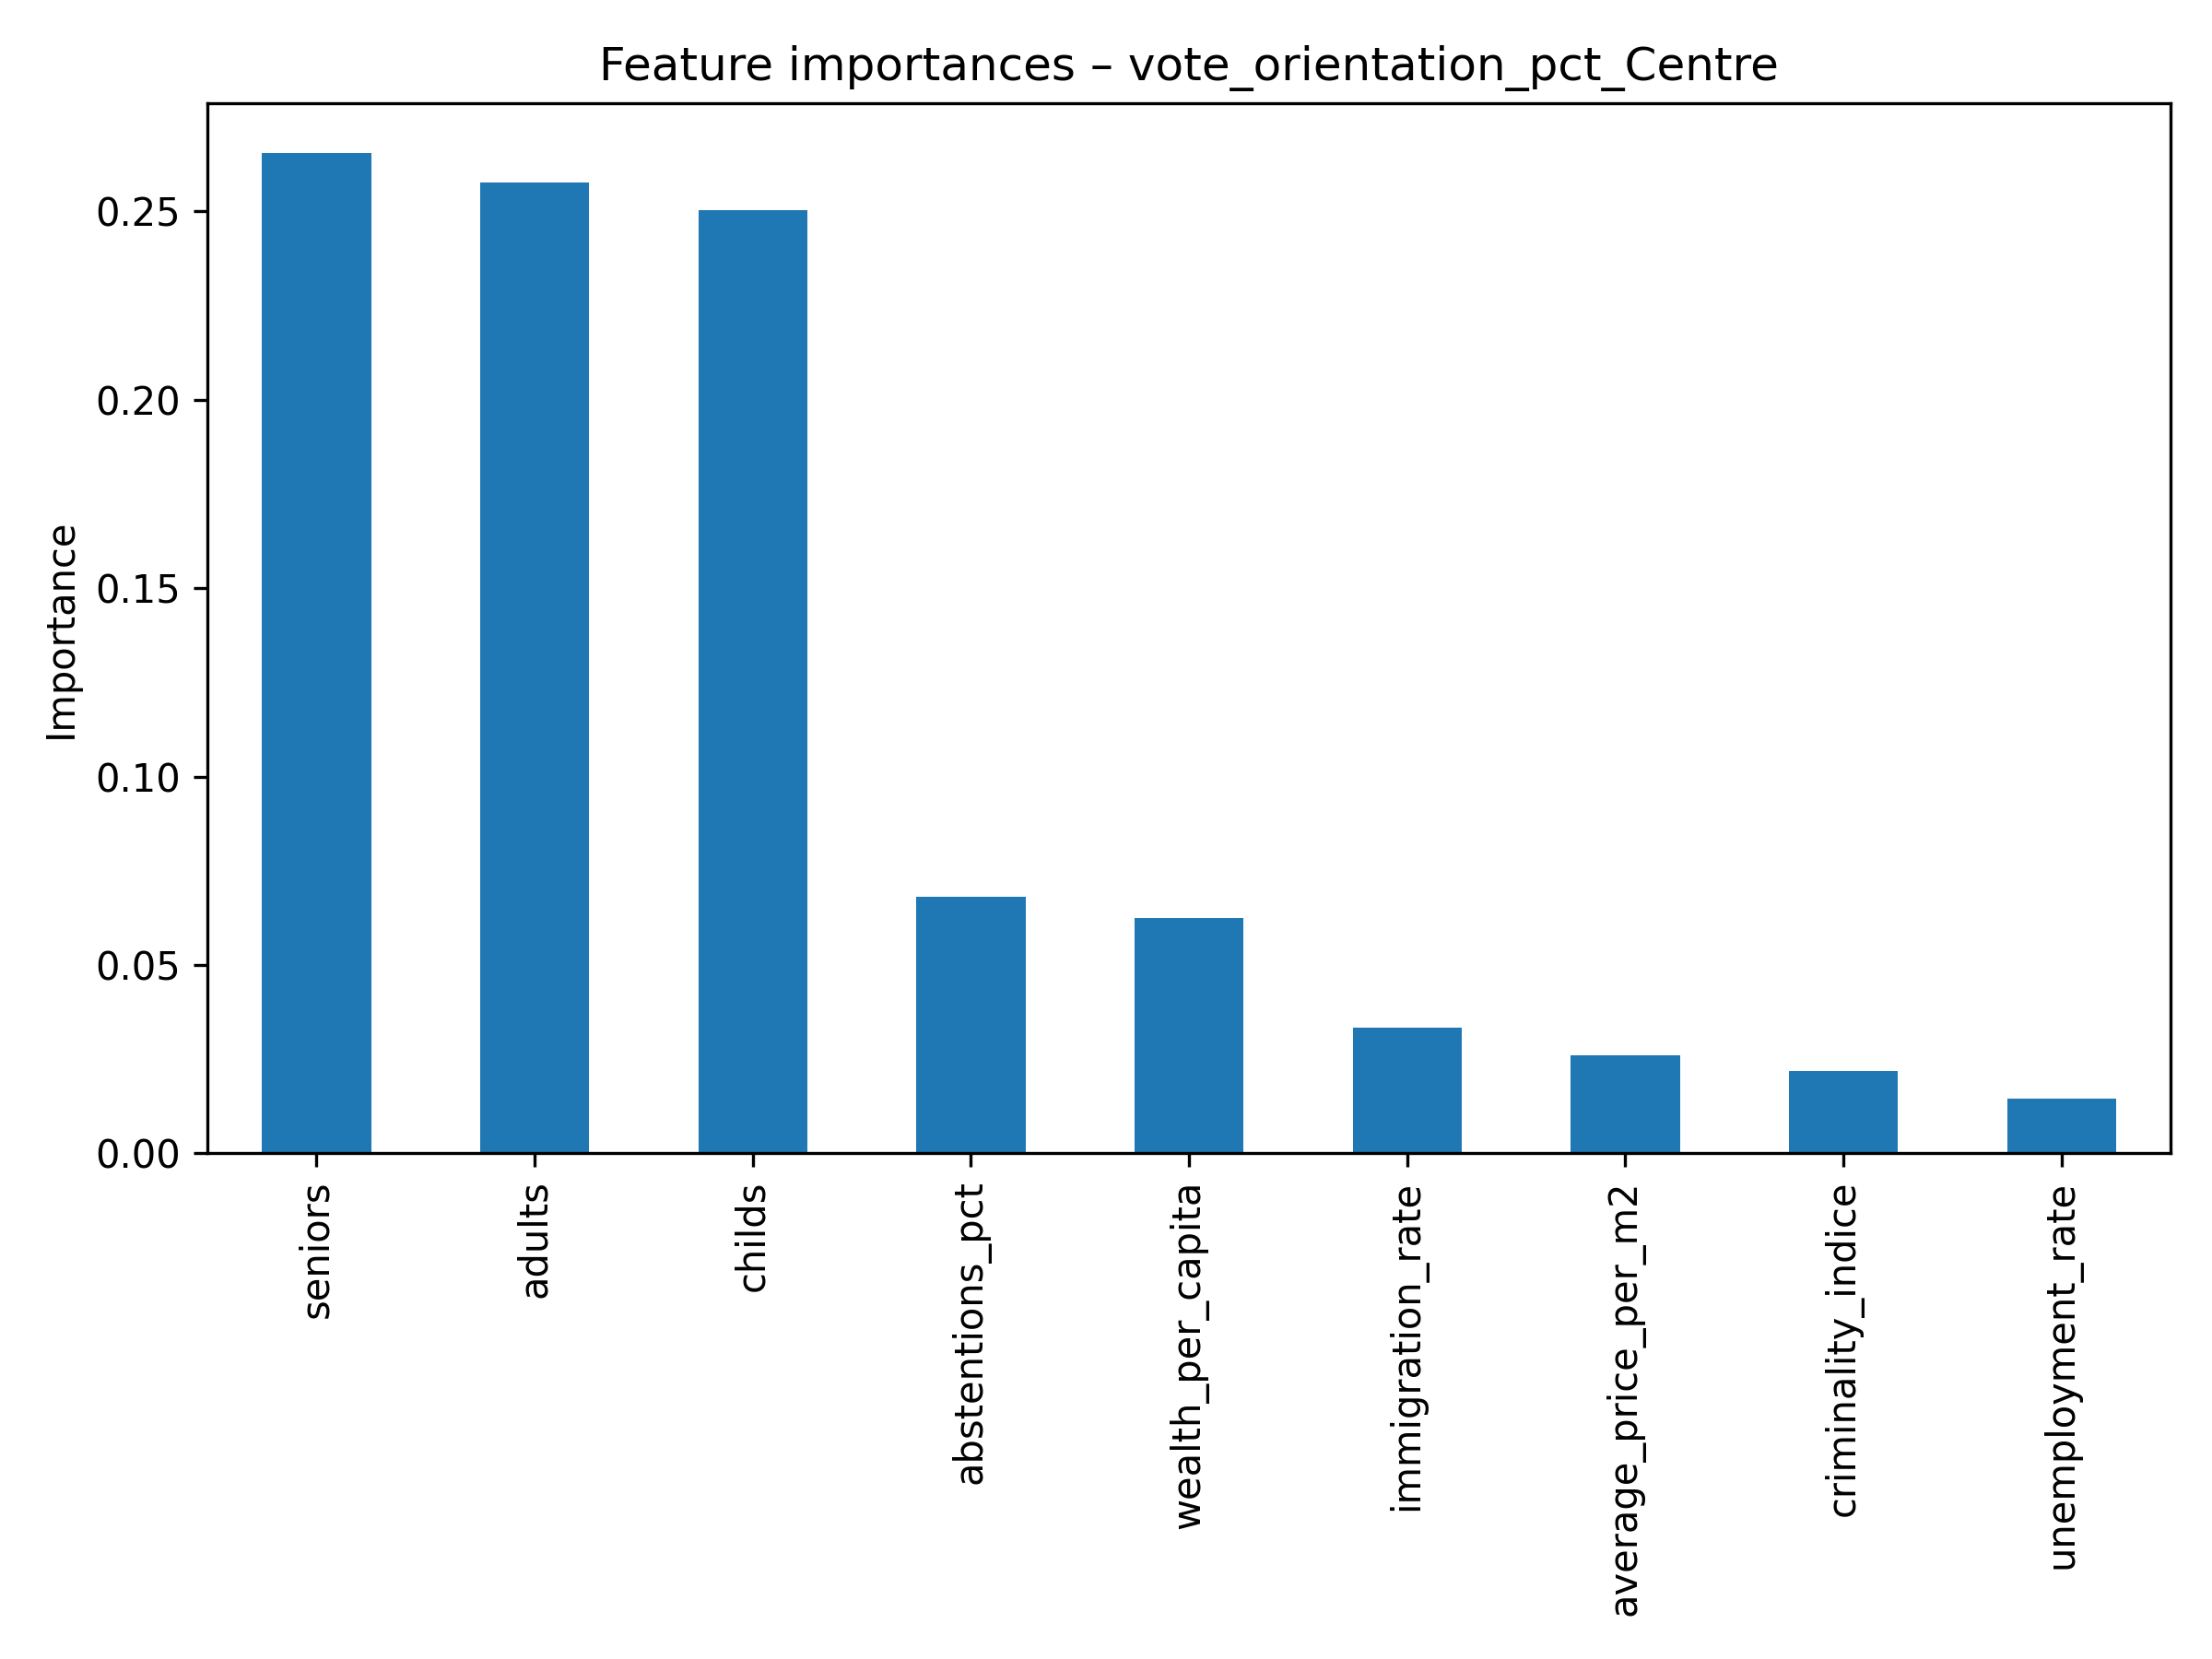 Feature importances – vote_orientation_pct_Centre
Importance
0.25
0.20
0.15
0.10
0.05
0.00
seniors
adults
childs
abstentions_pct
wealth_per_capita
immigration_rate
average_price_per_m2
criminality_indice
unemployment_rate